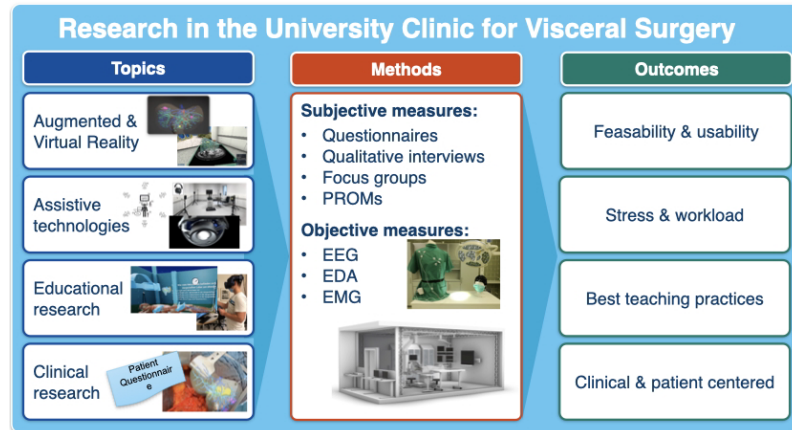 Research in the University Clinic for Visceral Surgery
Topics
Augmented &
Virtual Reality
Assistive
technologies
Educational
research
Clinical
research
Patient
Questionnair
e
Methods
Subjective measures:
• Questionnaires
• Qualitative interviews
• Focus groups
• PROMs
Objective measures:
• EEG
• EDA
• EMG
Outcomes
Feasability & usability
Stress & workload
Best teaching practices
Clinical & patient centered